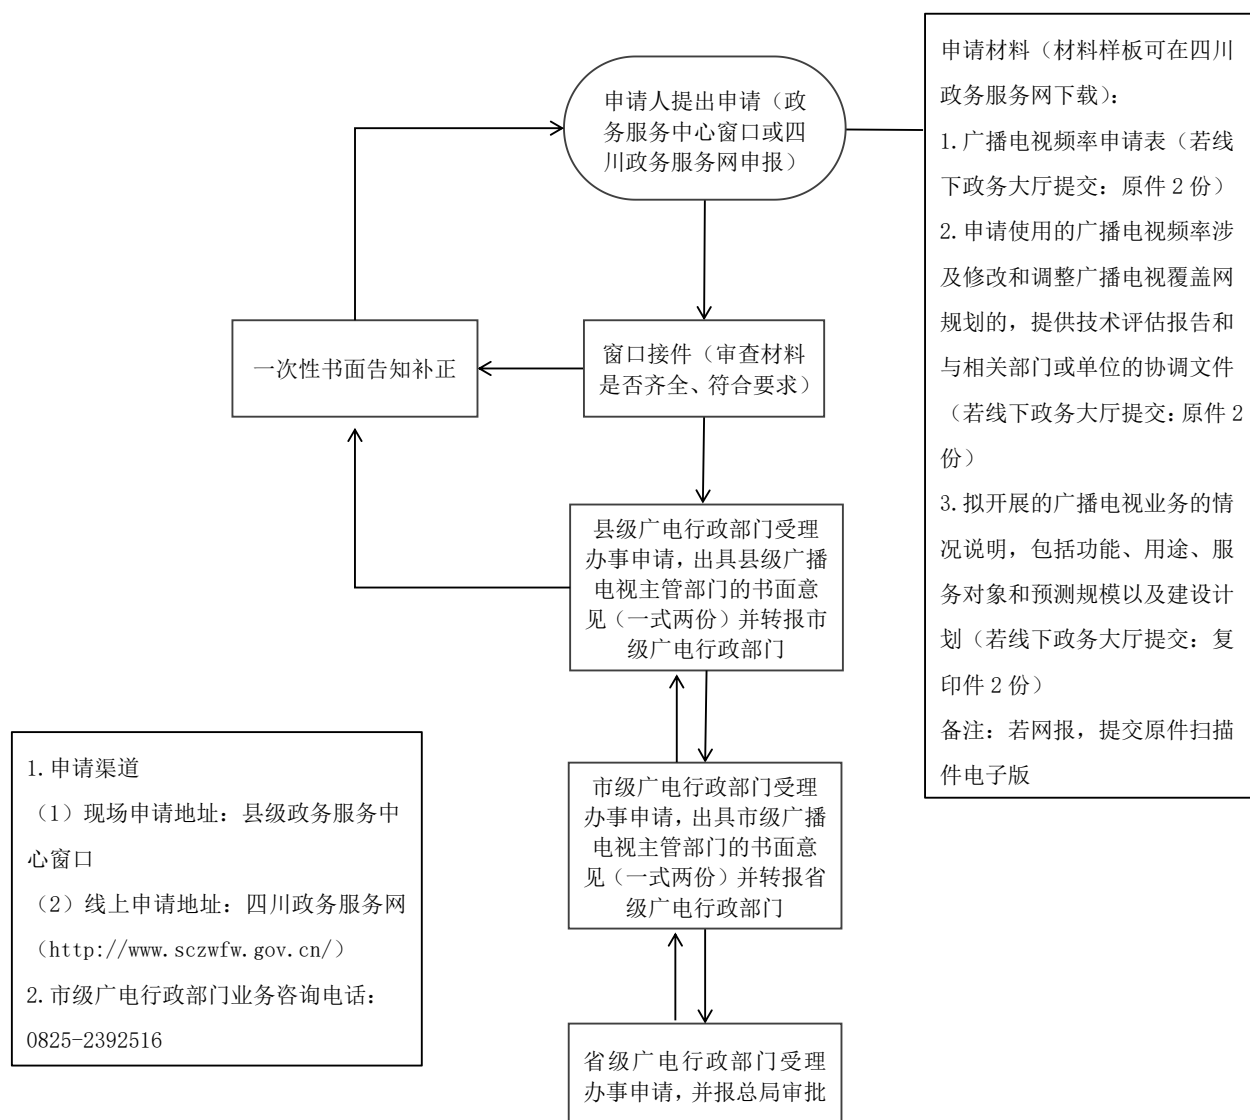 申请人提出申请（政
务服务中心窗口或四
川政务服务网申报）
申请材料（材料样板可在四川
政务服务网下载）：
1.广播电视频率申请表（若线
下政务大厅提交：原件 2 份）
2.申请使用的广播电视频率涉
及修改和调整广播电视覆盖网
规划的，提供技术评估报告和
与相关部门或单位的协调文件
（若线下政务大厅提交：原件 2
份）
3.拟开展的广播电视业务的情
况说明，包括功能、用途、服
务对象和预测规模以及建设计
划（若线下政务大厅提交：复
印件 2 份）
备注：若网报，提交原件扫描
件电子版
一次性书面告知补正
窗口接件（审查材料
是否齐全、符合要求）
县级广电行政部门受理
办事申请，出具县级广播
电视主管部门的书面意
见（一式两份）并转报市
级广电行政部门
市级广电行政部门受理
办事申请，出具市级广播
电视主管部门的书面意
见（一式两份）并转报省
级广电行政部门
1.申请渠道
（1）现场申请地址：县级政务服务中
心窗口
（2）线上申请地址：四川政务服务网
（http://www.sczwfw.gov.cn/）
2.市级广电行政部门业务咨询电话：
0825-2392516
省级广电行政部门受理
办事申请，并报总局审批